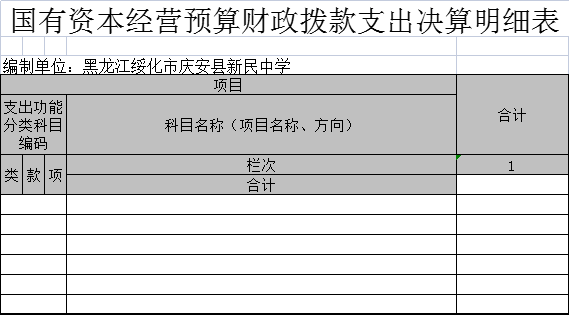 国有资本经营预算财政拨款支出决算明细表
编制单位：黑龙江绥化市庆安县新民中学
项目
合计
支出功能
分类科目
编码
科目名称（项目名称、方向）
类 款 项
栏次 1
合计